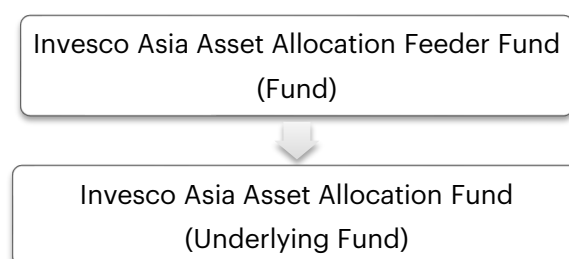 Invesco Asia Asset Allocation Feeder Fund
(Fund)
Invesco Asia Asset Allocation Fund
(Underlying Fund)